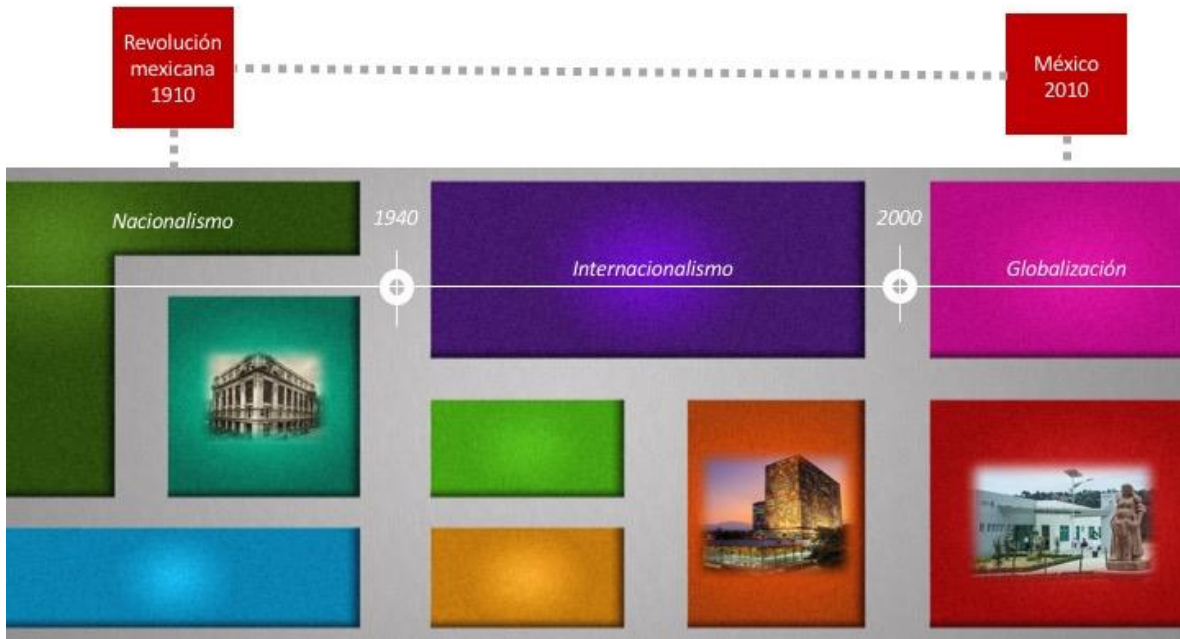 Revolución
mexicana
1910
México
2010
Nacionalismo
1940
Internacionalismo
2000
Globalización